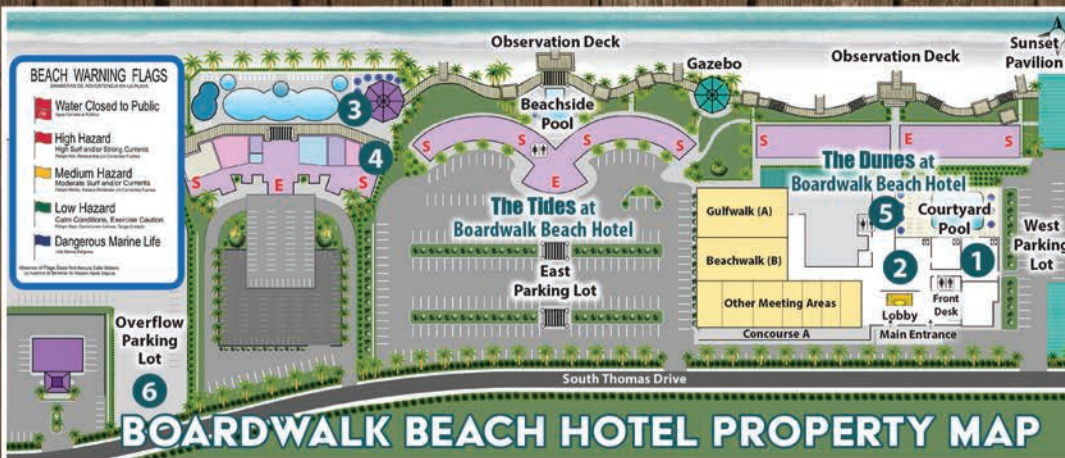 BEACH WARNING FLAGS
Water Closed to Public
High Hazard
High Surf and/or Strong Currents
Medium Hazard
Moderate Surf and/or Currents
Low Hazard
Calm Conditions, Exercise Caution
Dangerous Marine Life
Observation Deck
Gazebo
Observation Deck
Sunset
Pavilion
3
Beachside
Pool
4
S
E
S
S
S
E
S
E
S
The Tides at
Boardwalk Beach Hotel
The Dunes at
Boardwalk Beach Hotel
Gulfwalk (A)
Beachwalk (B)
Other Meeting Areas
Concourse A
5
Courtyard
Pool
1
2
West
Parking
Lot
Lobby
Front
Desk
Main Entrance
East
Parking Lot
Overflow
Parking
Lot
6
South Thomas Drive
BOARDWALK BEACH HOTEL PROPERTY MAP